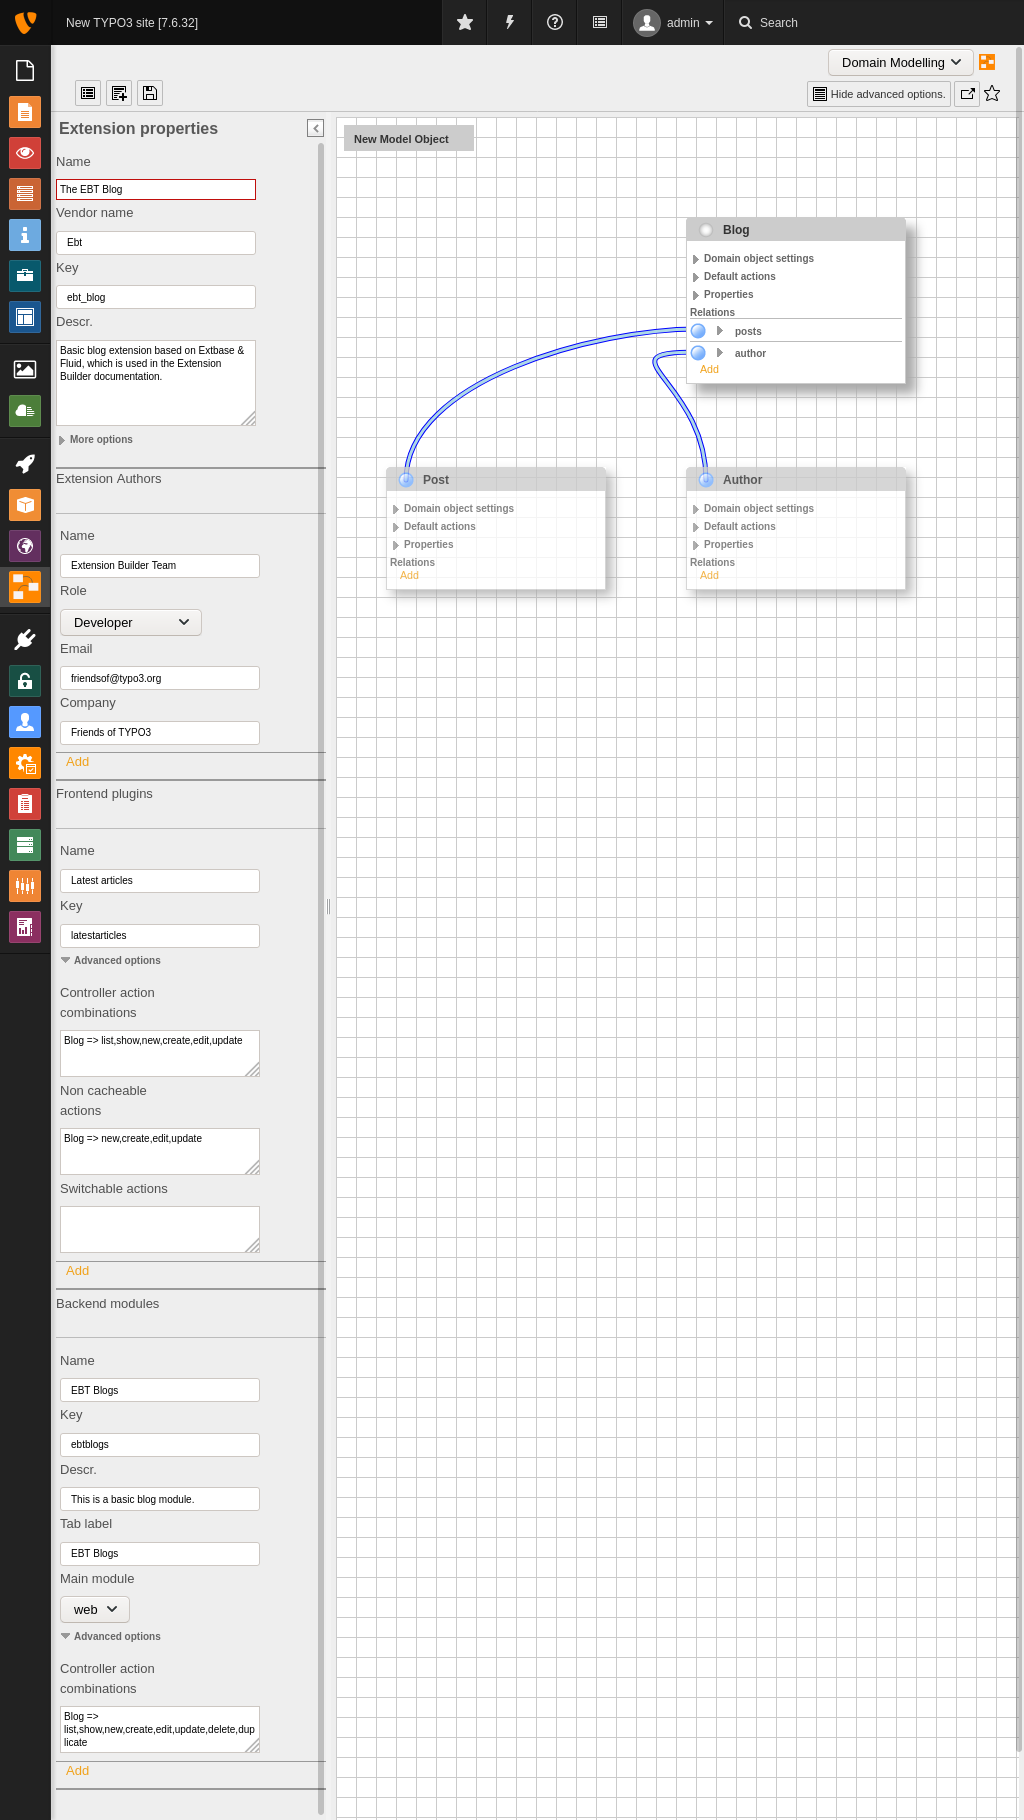 New TYPO3 site [7.6.32]
admin
Search
Domain Modelling
Hide advanced options.
Extension properties
Name
The EBT Blog
Vendor name
Ebt
Key
ebt_blog
Descr.
Basic blog extension based on Extbase &
Fluid, which is used in the Extension
Builder documentation.
More options
Extension Authors
Name
Extension Builder Team
Role
Developer
Email
friendsof@typo3.org
Company
Friends of TYPO3
Add
Frontend plugins
Name
Latest articles
Key
latestarticles
Advanced options
Controller action
combinations
Blog => list,show,new,create,edit,update
Non cacheable
actions
Blog => new,create,edit,update
Switchable actions
Add
Backend modules
Name
EBT Blogs
Key
ebtblogs
Descr.
This is a basic blog module.
Tab label
EBT Blogs
Main module
web
Advanced options
Controller action
combinations
Blog =>
list,show,new,create,edit,update,delete,dup
licate
Add
New Model Object
Blog
Domain object settings
Default actions
Properties
Relations
posts
author
Add
Post
Domain object settings
Default actions
Properties
Relations
Add
Author
Domain object settings
Default actions
Properties
Relations
Add